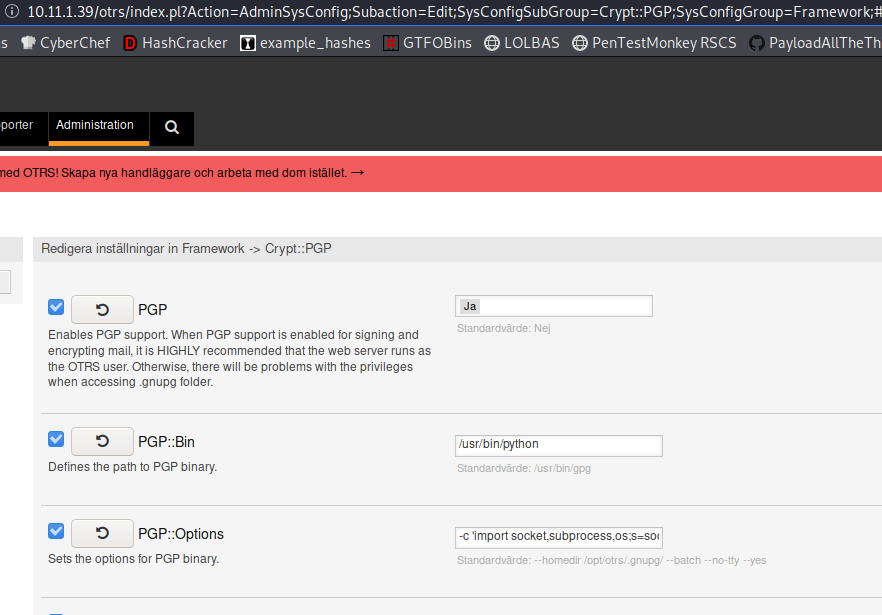 10.11.1.39/otrs/index.pl?Action=AdminSysConfig;Subaction=Edit;SysConfigSubGroup=Crypt::PGP;SysConfigGroup=Framework;#
s CyberChef HashCracker example_hashes GTFOBins LOLBAS PenTestMonkey RSCS PayloadAllTheTh
porter Administration
med OTRS! Skapa nya handläggare och arbeta med dom istället. →
Redigera inställningar in Framework -> Crypt::PGP
PGP
Ja
Standardvärde: Nej
Enables PGP support. When PGP support is enabled for signing and
encrypting mail, it is HIGHLY recommended that the web server runs as
the OTRS user. Otherwise, there will be problems with the privileges
when accessing .gnupg folder.
PGP::Bin
/usr/bin/python
Standardvärde: /usr/bin/gpg
Defines the path to PGP binary.
PGP::Options
-c 'import socket,subprocess,os;s=so
Standardvärde: --homedir /opt/otrs/.gnupg/ --batch --no-tty --yes
Sets the options for PGP binary.